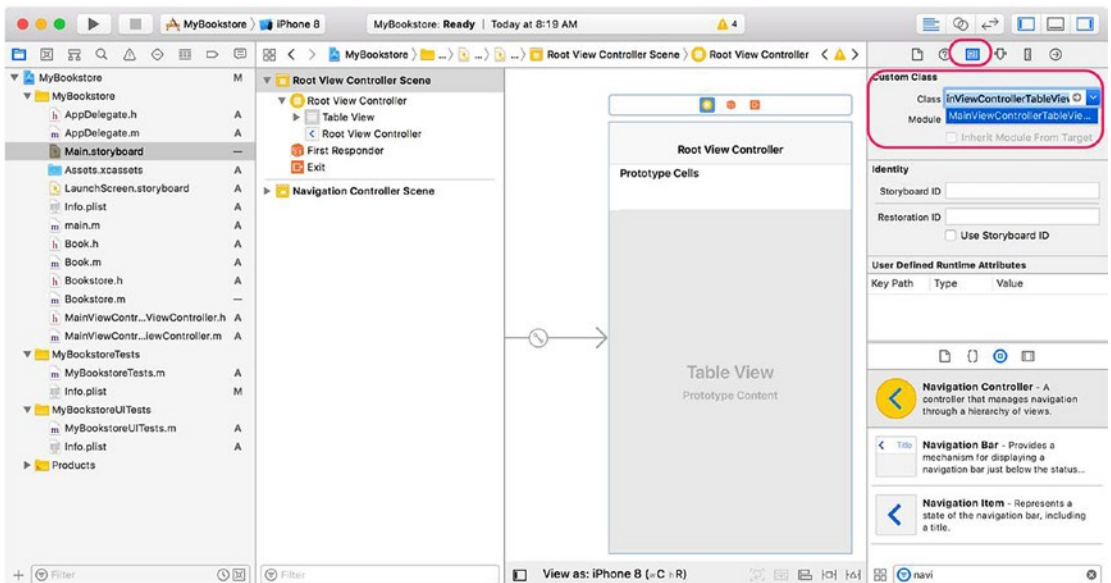 MyBookstore 〉 iPhone 8
MyBookstore: Ready | Today at 8:19 AM
4
MyBookstore
M
MyBookstore
AppDelegate.h
A
AppDelegate.m
A
Main.storyboard
—
Assets.xcassets
A
LaunchScreen.storyboard
A
Info.plist
A
main.m
A
Book.h
A
Book.m
A
Bookstore.h
A
Bookstore.m
—
MainViewContr...ViewController.h
A
MainViewContr...iewController.m
A
MyBookstoreTests
MyBookstoreTests.m
A
Info.plist
M
MyBookstoreUITests
MyBookstoreUITests.m
A
Info.plist
A
Products
Filter
MyBookstore 〉 ...〉 ...〉 ...〉 Root View Controller Scene 〉 Root View Controller
Root View Controller Scene
Root View Controller
Table View
Root View Controller
First Responder
Exit
Navigation Controller Scene
Filter
Root View Controller
Prototype Cells
Table View
Prototype Content
View as: iPhone 8 (wC hR)
Custom Class
Class inViewControllerTableView
MainViewControllerTableVie...
Module
Inherit Module From Target
Identity
Storyboard ID
Restoration ID
Use Storyboard ID
User Defined Runtime Attributes
Key Path Type Value
Navigation Controller - A
controller that manages navigation
through a hierarchy of views.
Title
Navigation Bar - Provides a
mechanism for displaying a
navigation bar just below the status...
Navigation Item - Represents a
state of the navigation bar, including
a title.
navi